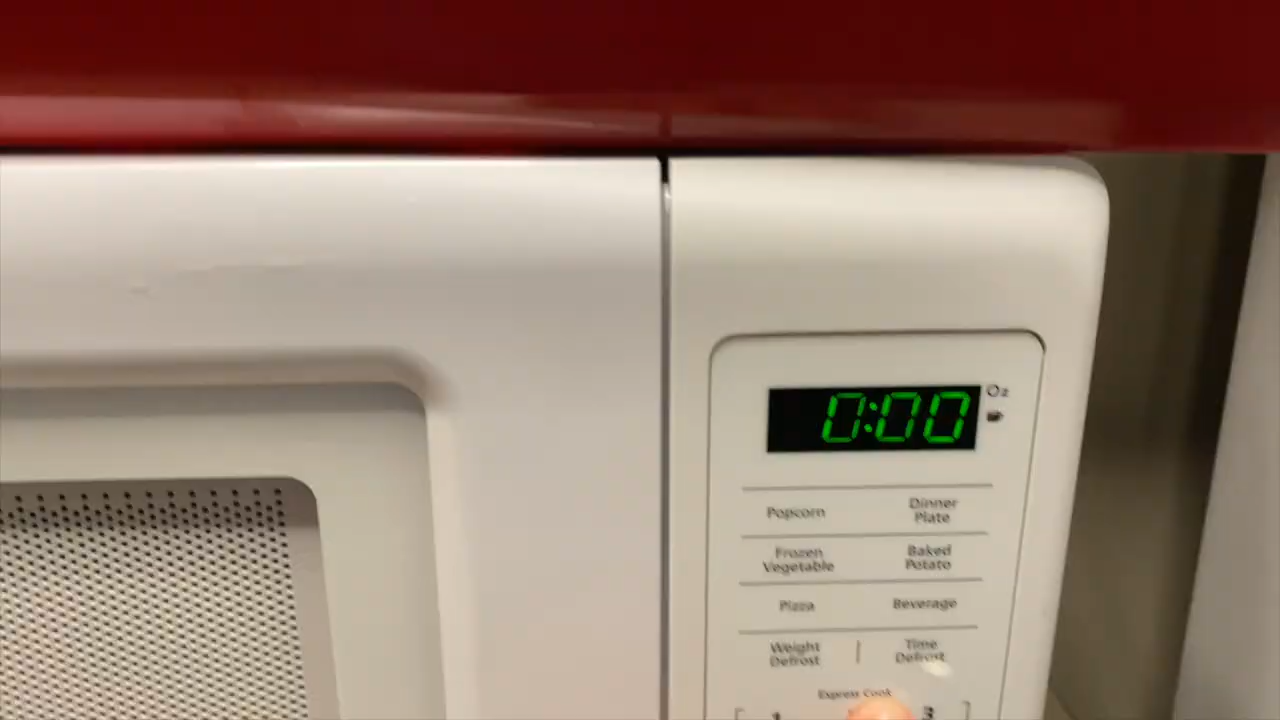 0:00
Oz
Popcorn
Dinner
Plate
Frozen
Vegetable
Baked
Potato
Pizza
Beverage
Weight
Defrost
Time
Defrost
Express Cook
1
3